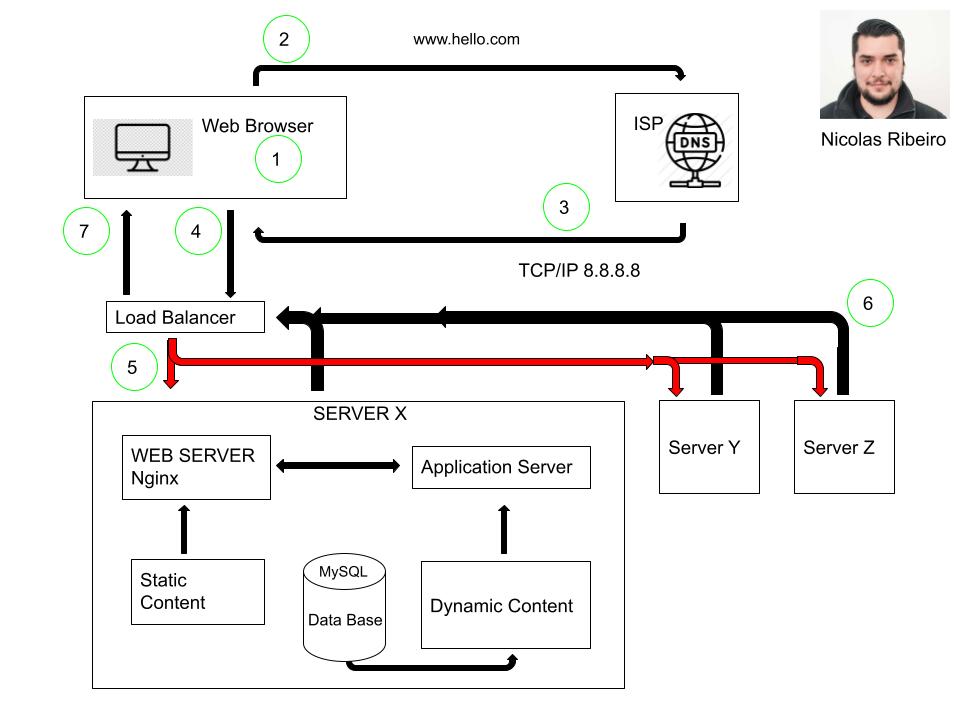 2
www.hello.com
Nicolas Ribeiro
Web Browser
1
ISP
DNS
3
7
4
TCP/IP 8.8.8.8
6
Load Balancer
5
SERVER X
WEB SERVER
Nginx
Application Server
Server Y
Server Z
Static
Content
MySQL
Data Base
Dynamic Content